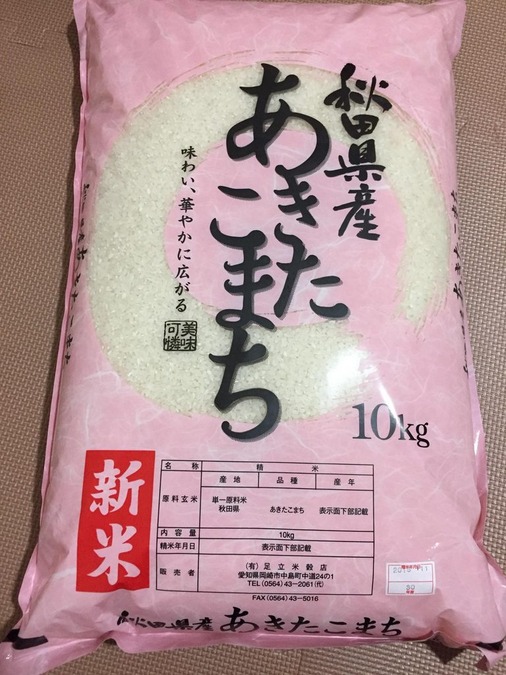 秋田県産
あきたこまち
味わい、華やかに広がる
美味可憐
10kg
新米
名称 精米
原料玄米 産地 品種 産年
単一原料米
秋田県 あきたこまち 表示面下部記載
内容量 10kg
精米年月日 表示面下部記載
販売者 (有)足立米穀店
愛知県岡崎市中島町中道24の1
TEL(0564)43-2061(代)
FAX(0564)43-5016
秋田県産 あきたこまち